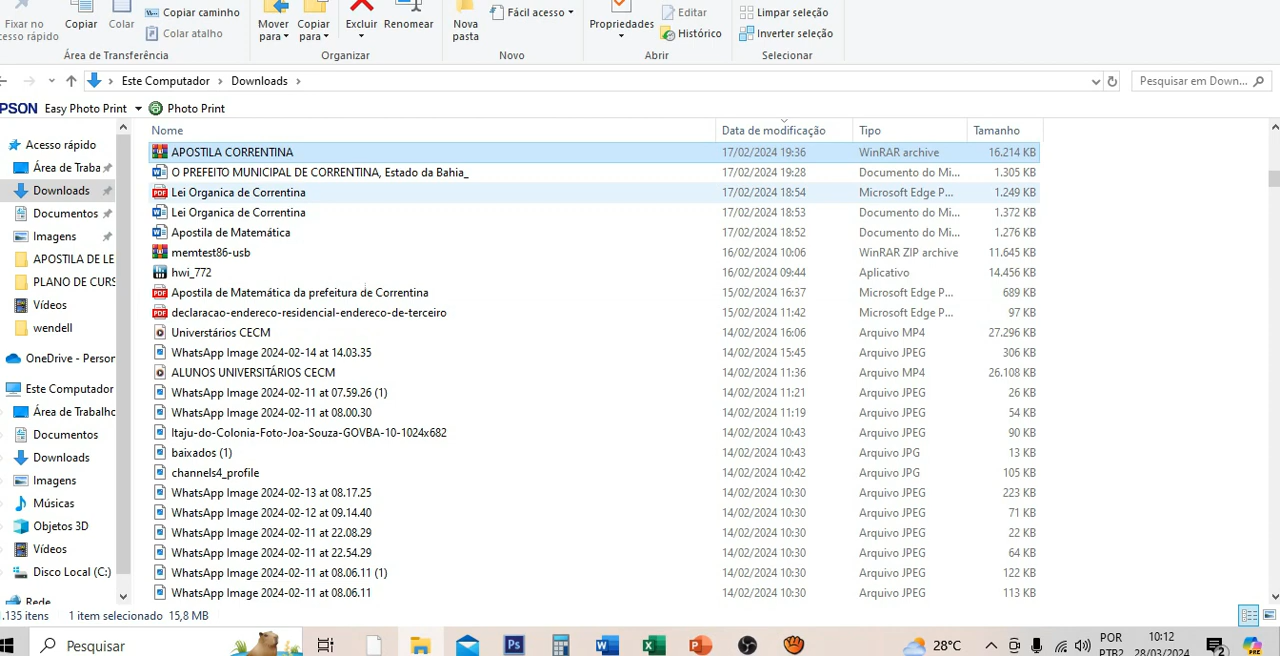 Fixar no
cesso rápido
Copiar
Colar
Copiar caminho
Colar atalho
Área de Transferência
Mover
para
Copiar
para
Excluir
Renomear
Organizar
Nova
pasta
Fácil acesso
Novo
Propriedades
Editar
Histórico
Abrir
Limpar seleção
Inverter seleção
Selecionar
Este Computador
Downloads
Pesquisar em Down...
PSON Easy Photo Print Photo Print
Nome Data de modificação Tipo Tamanho
APOSTILA CORRENTINA 17/02/2024 19:36 WinRAR archive 16.214 KB
O PREFEITO MUNICIPAL DE CORRENTINA, Estado da Bahia_ 17/02/2024 19:28 Documento do Mi... 1.305 KB
Lei Organica de Correntina 17/02/2024 18:54 Microsoft Edge P... 1.249 KB
Lei Organica de Correntina 17/02/2024 18:53 Documento do Mi... 1.372 KB
Apostila de Matemática 17/02/2024 18:52 Documento do Mi... 1.276 KB
memtest86-usb 16/02/2024 10:06 WinRAR ZIP archive 11.645 KB
hwi_772 16/02/2024 09:44 Aplicativo 14.456 KB
Apostila de Matemática da prefeitura de Correntina 15/02/2024 16:37 Microsoft Edge P... 689 KB
declaracao-endereco-residencial-endereco-de-terceiro 15/02/2024 11:42 Microsoft Edge P... 97 KB
Universtários CECM 14/02/2024 16:06 Arquivo MP4 27.296 KB
WhatsApp Image 2024-02-14 at 14.03.35 14/02/2024 15:45 Arquivo JPEG 306 KB
ALUNOS UNIVERSITÁRIOS CECM 14/02/2024 11:36 Arquivo MP4 26.108 KB
WhatsApp Image 2024-02-11 at 07.59.26 (1) 14/02/2024 11:21 Arquivo JPEG 26 KB
WhatsApp Image 2024-02-11 at 08.00.30 14/02/2024 11:19 Arquivo JPEG 54 KB
Itaju-do-Colonia-Foto-Joa-Souza-GOVBA-10-1024x682 14/02/2024 10:43 Arquivo JPEG 90 KB
baixados (1) 14/02/2024 10:43 Arquivo JPG 13 KB
channels4_profile 14/02/2024 10:42 Arquivo JPG 105 KB
WhatsApp Image 2024-02-13 at 08.17.25 14/02/2024 10:30 Arquivo JPEG 223 KB
WhatsApp Image 2024-02-12 at 09.14.40 14/02/2024 10:30 Arquivo JPEG 71 KB
WhatsApp Image 2024-02-11 at 22.08.29 14/02/2024 10:30 Arquivo JPEG 22 KB
WhatsApp Image 2024-02-11 at 22.54.29 14/02/2024 10:30 Arquivo JPEG 64 KB
WhatsApp Image 2024-02-11 at 08.06.11 (1) 14/02/2024 10:30 Arquivo JPEG 122 KB
WhatsApp Image 2024-02-11 at 08.06.11 14/02/2024 10:30 Arquivo JPEG 113 KB
Acesso rápido
Área de Traba
Downloads
Documentos
Imagens
APOSTILA DE LE
PLANO DE CURS
Vídeos
wendell
OneDrive - Person
Este Computador
Área de Trabalho
Documentos
Downloads
Imagens
Músicas
Objetos 3D
Vídeos
Disco Local (C:)
Rede
.135 itens 1 item selecionado 15,8 MB
Pesquisar
28°C
POR
PTB2
10:12
28/03/2024
2